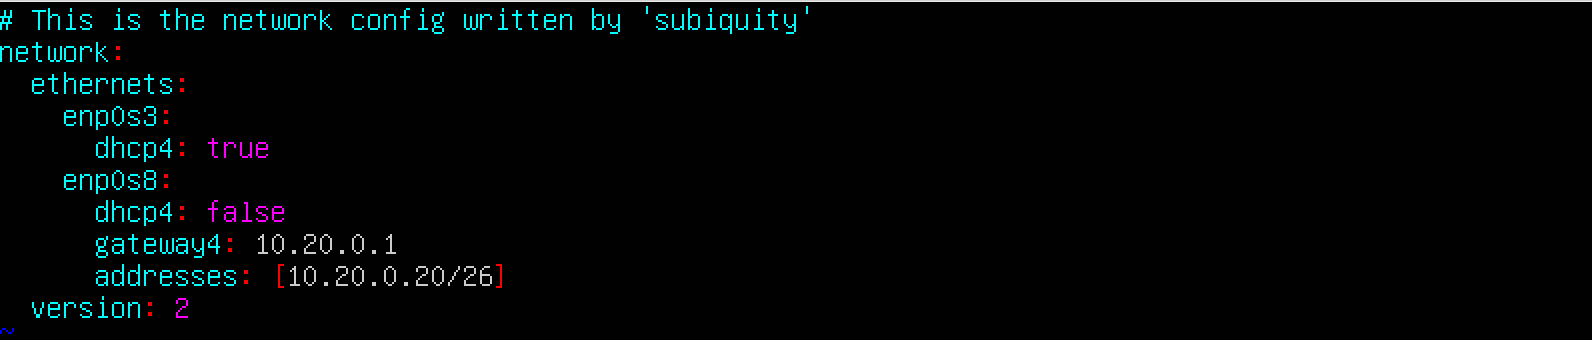 # This is the network config written by 'subiquity'
network:
  ethernets:
    enp0s3:
      dhcp4: true
    enp0s8:
      dhcp4: false
      gateway4: 10.20.0.1
      addresses: [10.20.0.20/26]
  version: 2
~